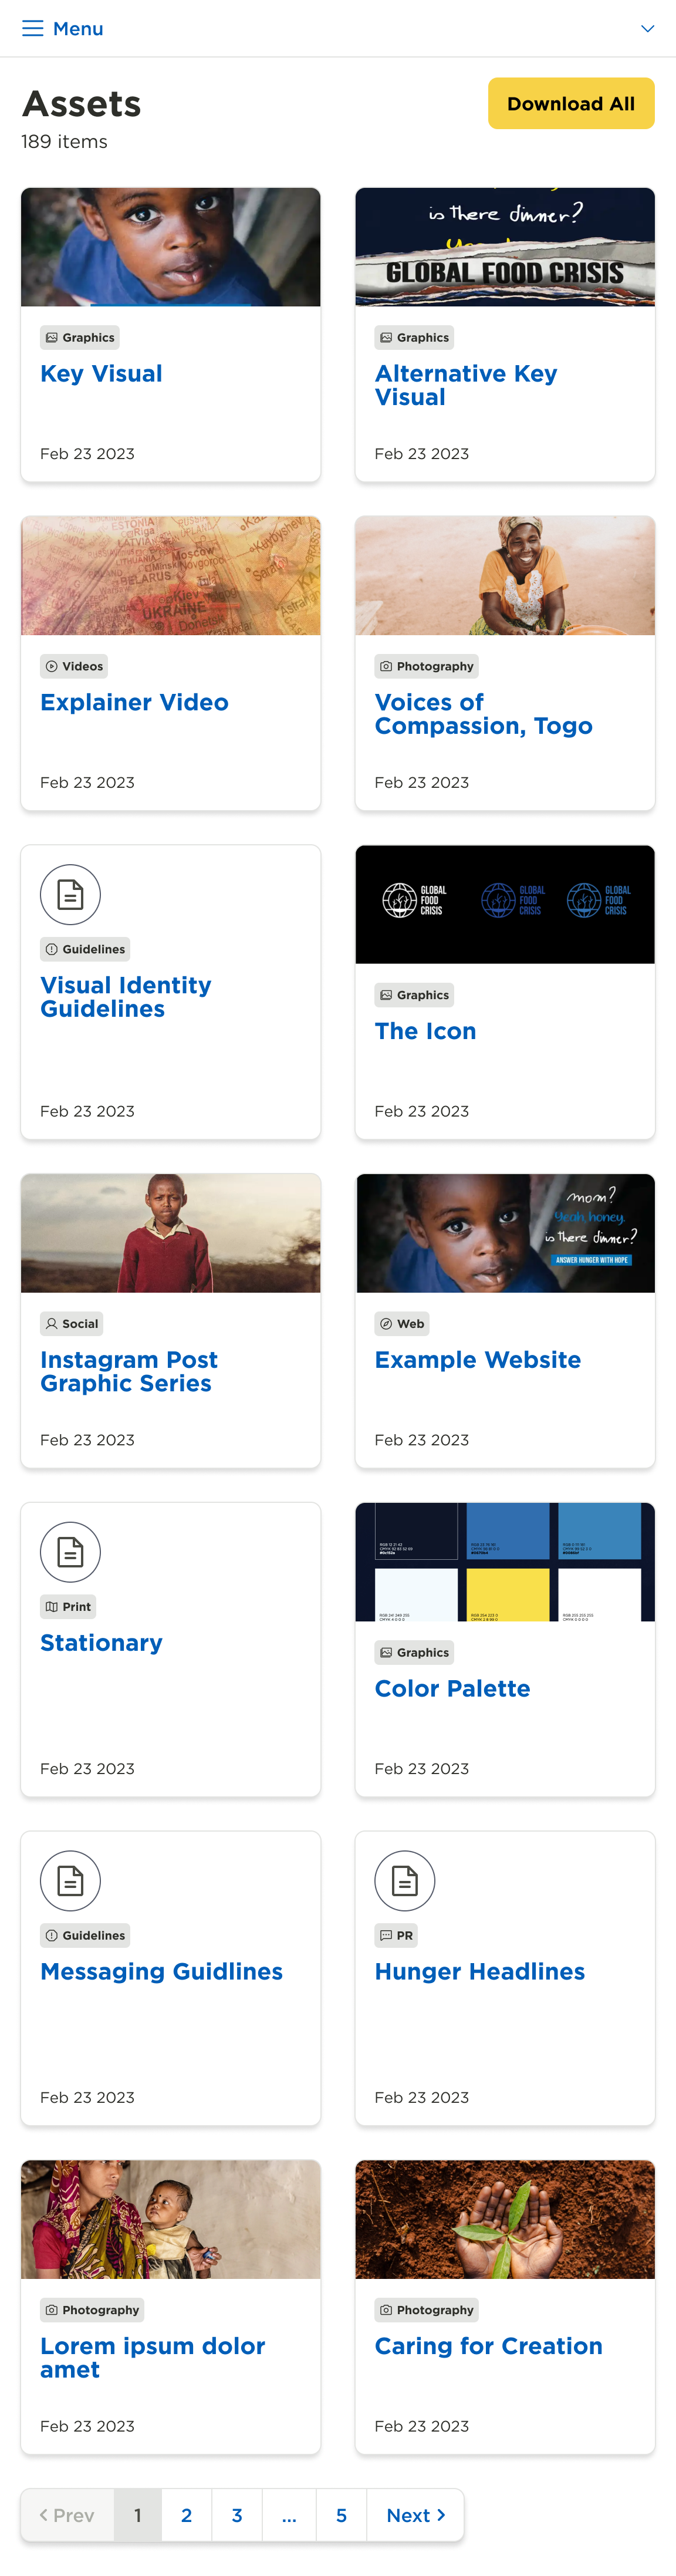 Menu
Assets
Download All
189 items
is there dinner?
GLOBAL FOOD CRISIS
Graphics
Key Visual
Feb 23 2023
Graphics
Alternative Key
Visual
Feb 23 2023
ESTONIA
Riga
LATVIA
Moscow
Novgorod
BELARUS
Kiev
UKRAINE
Donetsk
Videos
Explainer Video
Feb 23 2023
Photography
Voices of
Compassion, Togo
Feb 23 2023
Guidelines
Visual Identity
Guidelines
Feb 23 2023
GLOBAL
FOOD
CRISIS
GLOBAL
FOOD
CRISIS
GLOBAL
FOOD
CRISIS
Graphics
The Icon
Feb 23 2023
Social
Instagram Post
Graphic Series
Feb 23 2023
mom?
Yeah, honey.
is there dinner?
ANSWER HUNGER WITH HOPE
Web
Example Website
Feb 23 2023
Print
Stationary
Feb 23 2023
Graphics
Color Palette
Feb 23 2023
Guidelines
Messaging Guidlines
Feb 23 2023
PR
Hunger Headlines
Feb 23 2023
Photography
Lorem ipsum dolor
amet
Feb 23 2023
Photography
Caring for Creation
Feb 23 2023
Prev 1 2 3 ... 5 Next